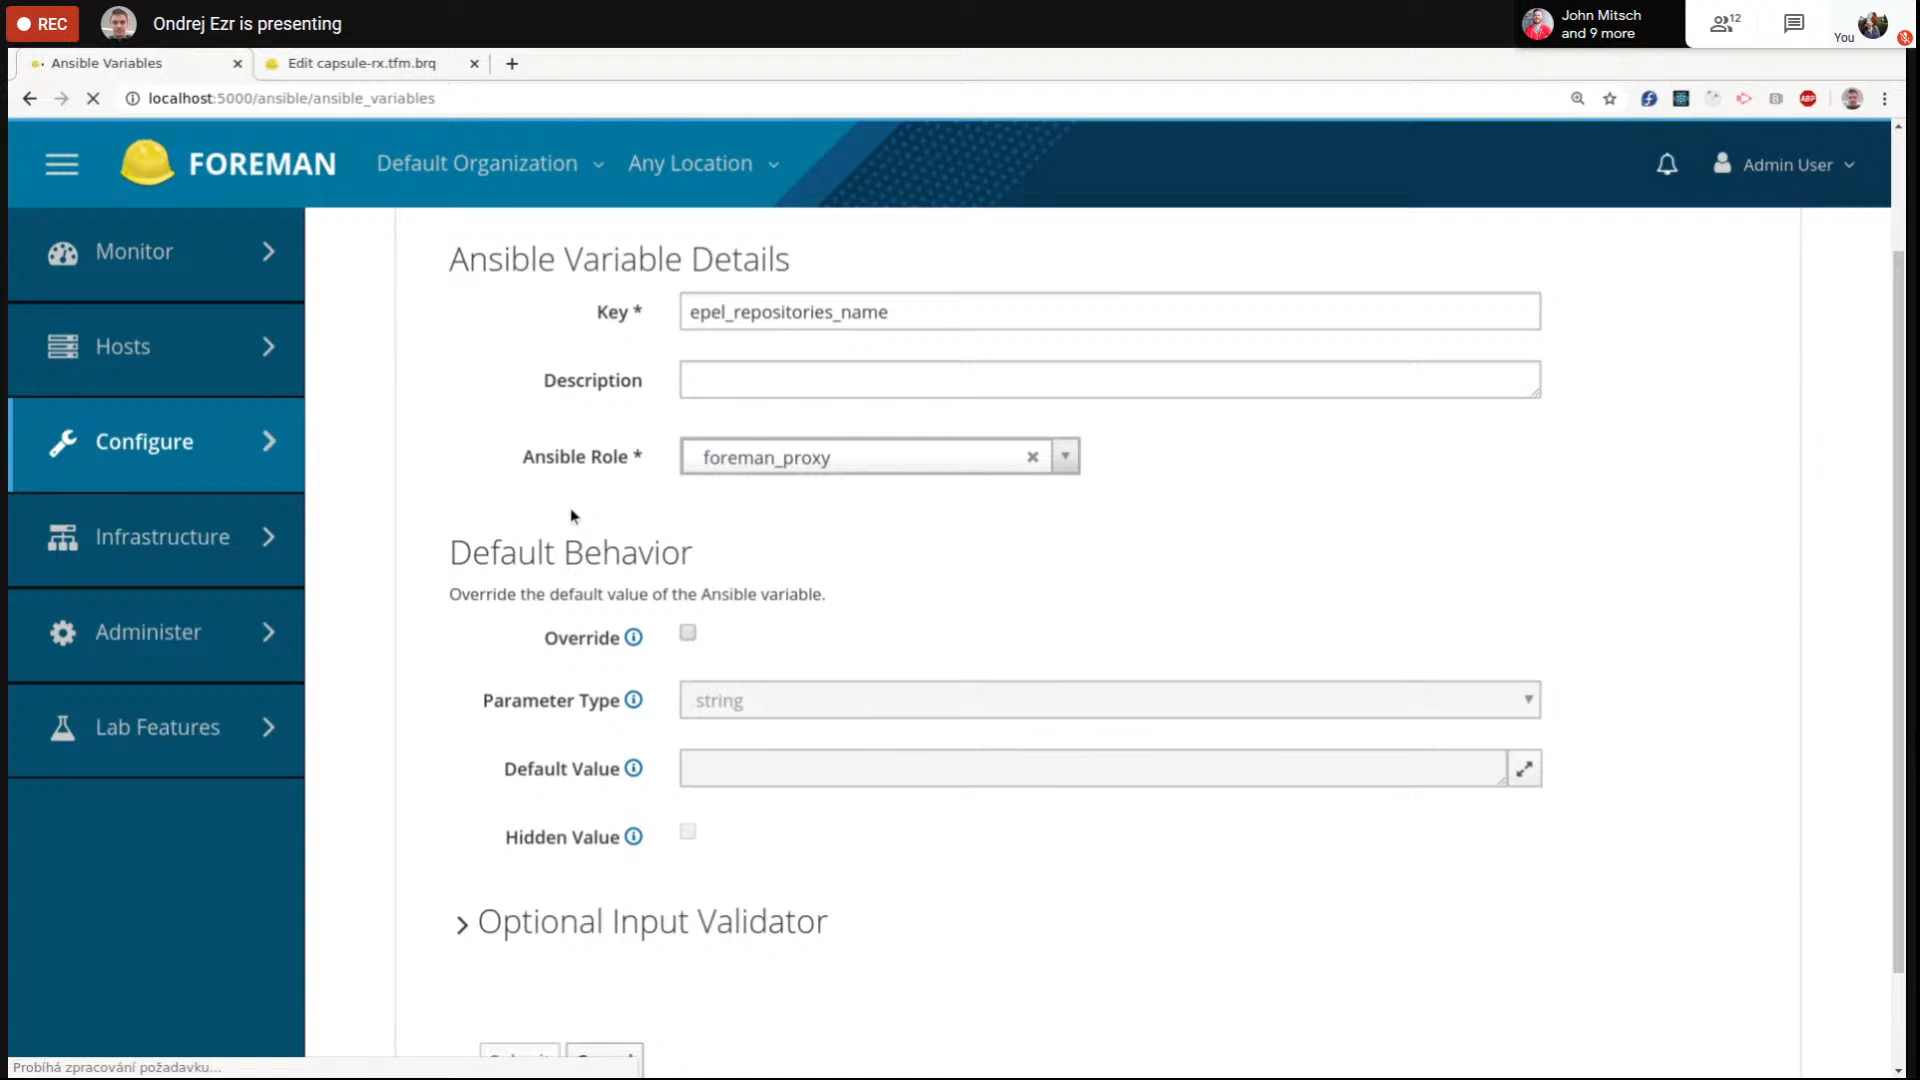 REC
Ondrej Ezr is presenting
John Mitsch
and 9 more
12
You
Ansible Variables
Edit capsule-rx.tfm.brq
localhost:5000/ansible/ansible_variables
ABP
FOREMAN
Default Organization
Any Location
Admin User
Monitor
Hosts
Configure
Infrastructure
Administer
Lab Features
Ansible Variable Details
Key *
epel_repositories_name
Description
Ansible Role *
foreman_proxy
Default Behavior
Override the default value of the Ansible variable.
Override
Parameter Type
string
Default Value
Hidden Value
Optional Input Validator
Probíhá zpracování požadavku...